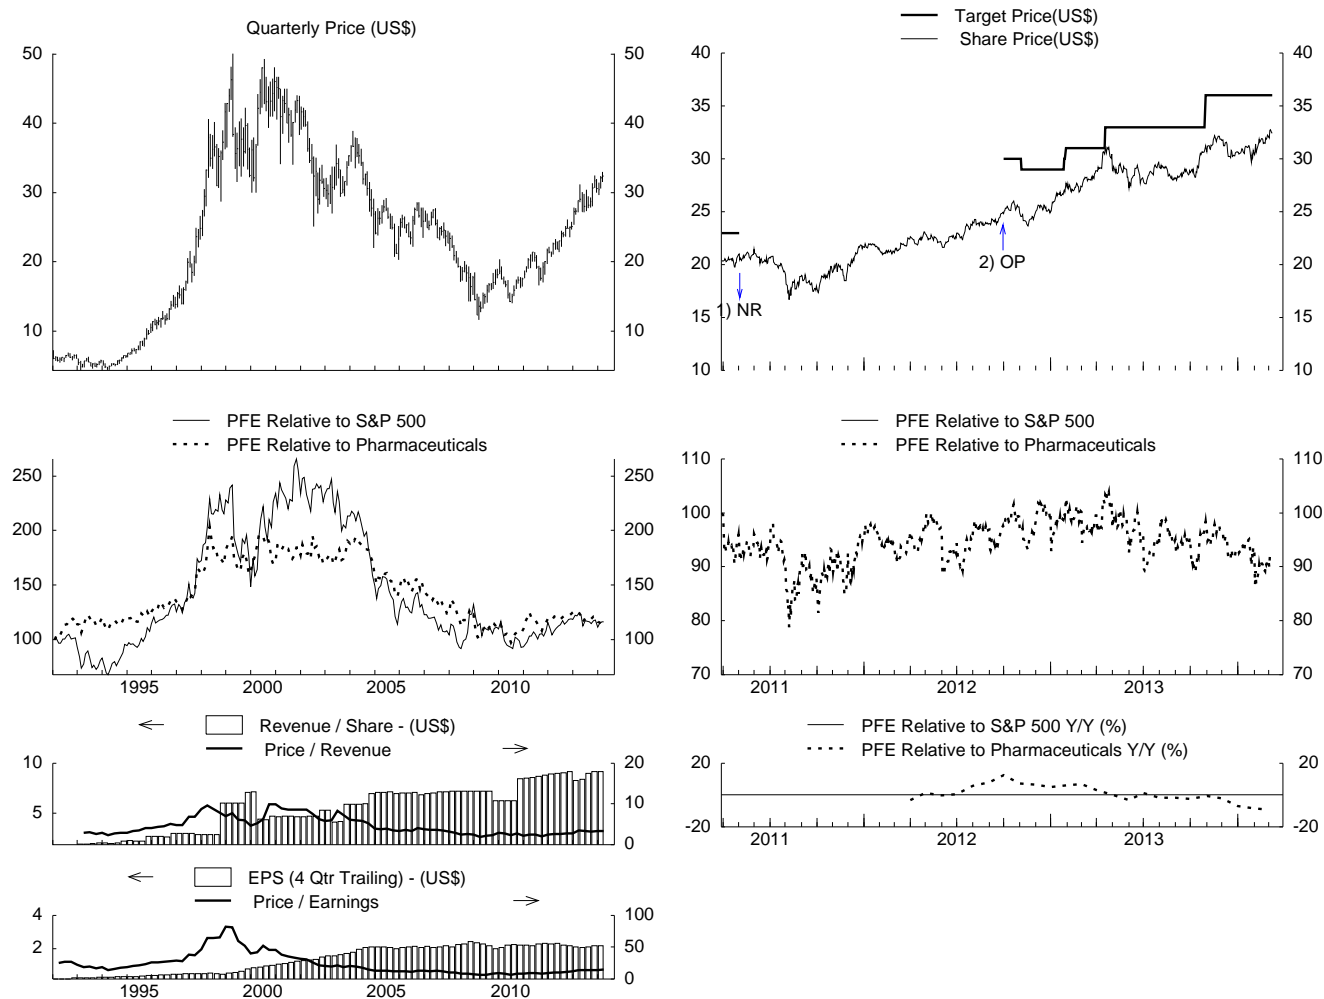 Quarterly Price (US$)
50
40
30
20
10
50
40
30
20
10
Target Price(US$)
Share Price(US$)
40
35
30
25
20
15
10
40
35
30
25
20
15
10
1) NR
2) OP
PFE Relative to S&P 500
PFE Relative to Pharmaceuticals
250
200
150
100
250
200
150
100
1995 2000 2005 2010
PFE Relative to S&P 500
PFE Relative to Pharmaceuticals
110
100
90
80
70
110
100
90
80
70
2011 2012 2013
Revenue / Share - (US$)
Price / Revenue
10
5
20
10
0
PFE Relative to S&P 500 Y/Y (%)
PFE Relative to Pharmaceuticals Y/Y (%)
20
-20
20
-20
2011 2012 2013
EPS (4 Qtr Trailing) - (US$)
Price / Earnings
4
2
100
50
0
1995 2000 2005 2010